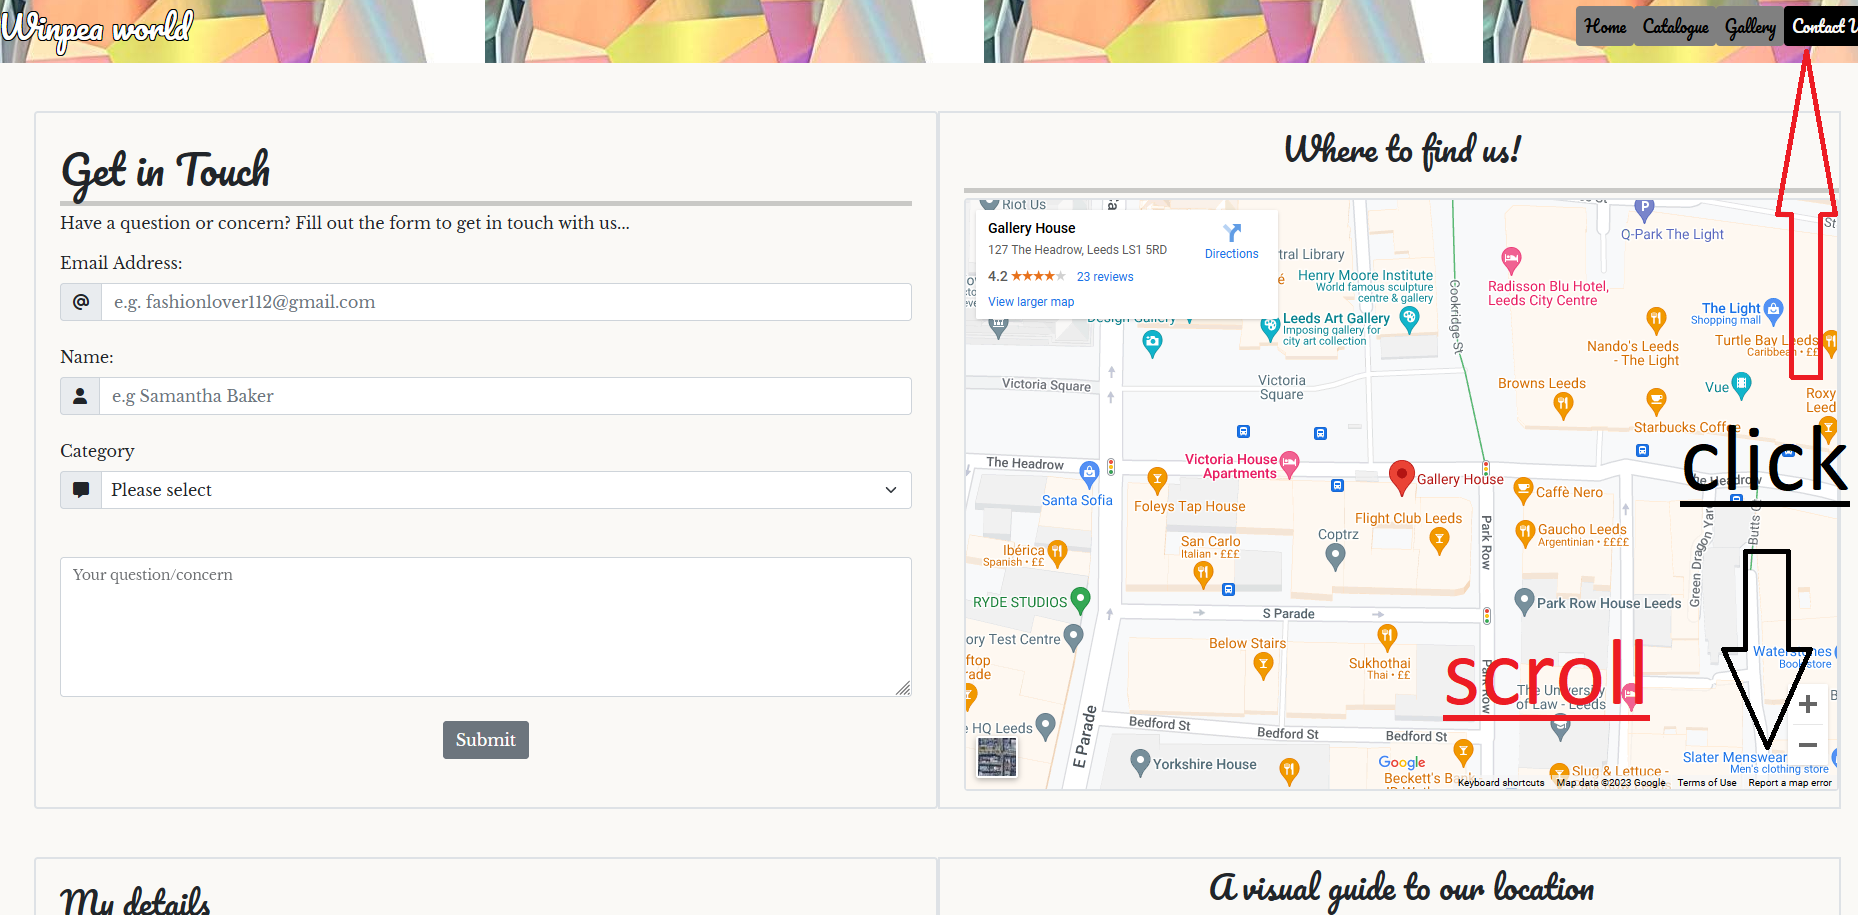 Winpea world
Home Catalogue Gallery Contact U
Get in Touch
Have a question or concern? Fill out the form to get in touch with us...
Email Address:
@ e.g. fashionlover112@gmail.com
Name:
e.g Samantha Baker
Category
Please select
Your question/concern
Submit
My details
Where to find us!
Riot Us
Gallery House
127 The Headrow, Leeds LS1 5RD
4.2 23 reviews
View larger map
Directions
tral Library
Henry Moore Institute
World famous sculpture
centre & gallery
Design Gallery
Leeds Art Gallery
Imposing gallery for
city art collection
Cookridge St
P
Q-Park The Light
St
Radisson Blu Hotel,
Leeds City Centre
The Light
Shopping mall
Nando's Leeds
- The Light
Turtle Bay Leeds
Caribbean • ££
Victoria Square
Victoria
Square
Browns Leeds
Vue
Roxy
Leed
Starbucks Coffee
click
The Headrow
Victoria House
Apartments
The Headrow
Santa Sofia
Foleys Tap House
Gallery House
Caffè Nero
Flight Club Leeds
Gaucho Leeds
Argentinian • ££££
Park Row
San Carlo
Italian • £££
Coptrz
Ibérica
Spanish • ££
Green Dragon Yar
Butts C
RYDE STUDIOS
S Parade
Park Row House Leeds
ory Test Centre
Below Stairs
Sukhothai
Thai • ££
Waterstones
Bookstore
ftop
rade
scroll
Park Row
The University
of Law - Leeds
e HQ Leeds
E Parade
Bedford St
Bedford St
Bedford St
Yorkshire House
Google
Beckett's Ban
Slug & Lettuce -
Slater Menswear
Men's clothing store
Keyboard shortcuts Map data ©2023 Google Terms of Use Report a map error
A visual guide to our location